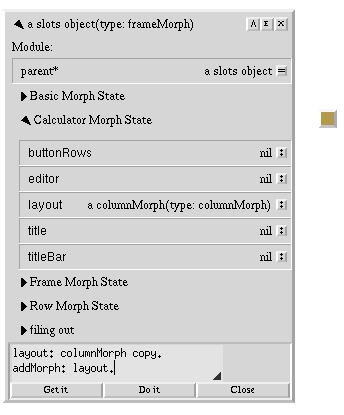 a slots object(type: frameMorph) A E X
Module:
parent* a slots object
Basic Morph State
Calculator Morph State
buttonRows nil
editor nil
layout a columnMorph(type: columnMorph)
title nil
titleBar nil
Frame Morph State
Row Morph State
filing out
layout: columnMorph copy.
addMorph: layout.
Get it Do it Close